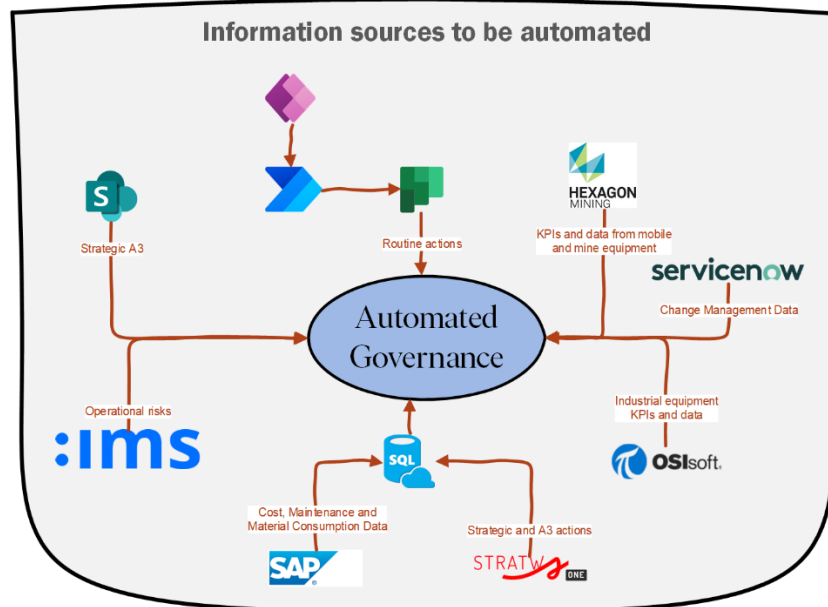 Information sources to be automated
S
Strategic A3
Routine actions
HEXAGON
MINING
KPIs and data from mobile
and mine equipment
servicenow
Change Management Data
Automated
Governance
Operational risks
:ims
Industrial equipment
KPIs and data
OSIsoft.
SQL
Cost, Maintenance and
Material Consumption Data
SAP®
Strategic and A3 actions
STRATWs
ONE